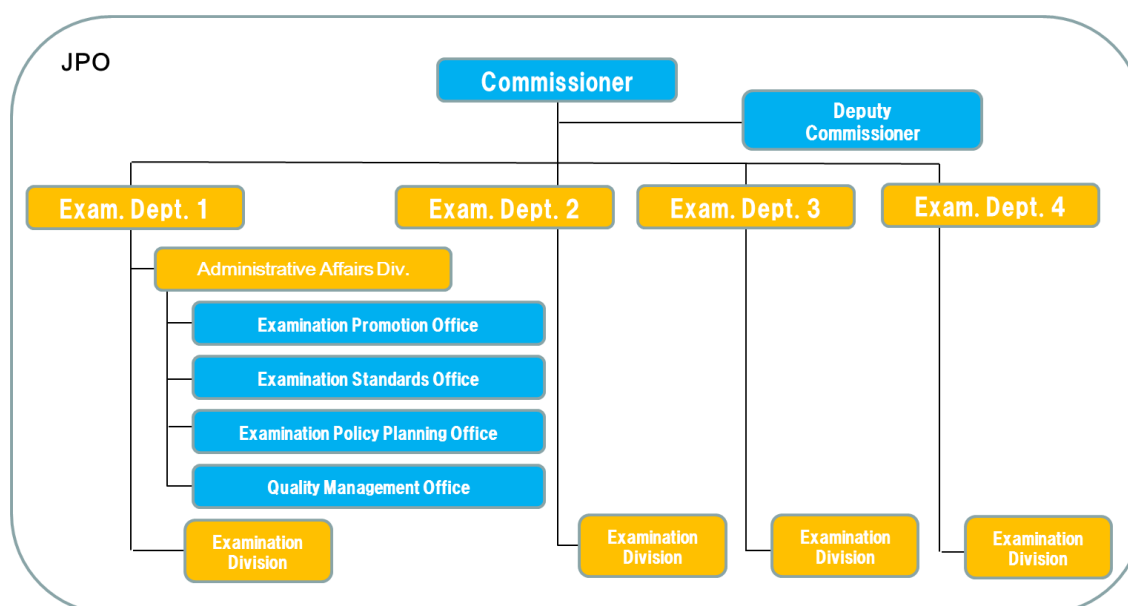 JPO
Commissioner
Deputy
Commissioner
Exam. Dept. 1
Exam. Dept. 2
Exam. Dept. 3
Exam. Dept. 4
Administrative Affairs Div.
Examination Promotion Office
Examination Standards Office
Examination Policy Planning Office
Quality Management Office
Examination
Division
Examination
Division
Examination
Division
Examination
Division